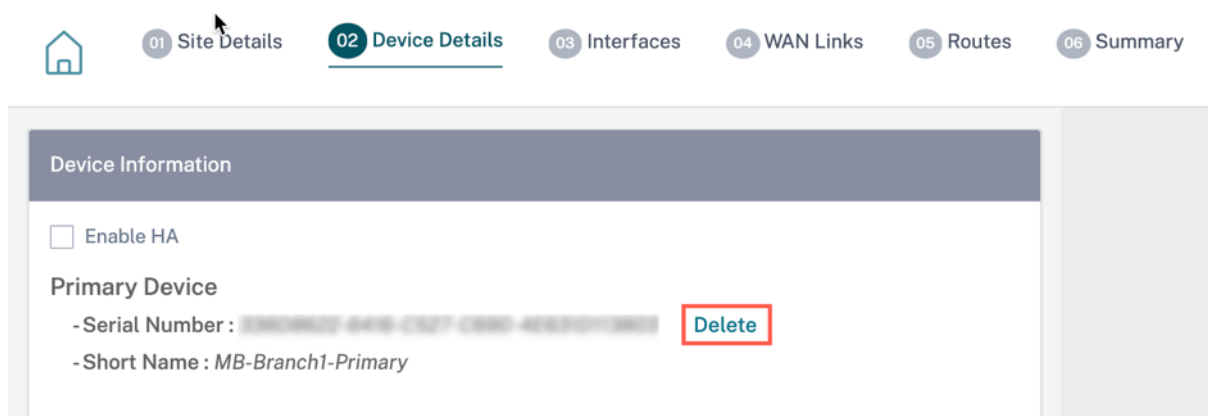 01 Site Details 02 Device Details 03 Interfaces 04 WAN Links 05 Routes 06 Summary
Device Information
Enable HA
Primary Device
- Serial Number : Delete
- Short Name : MB-Branch1-Primary